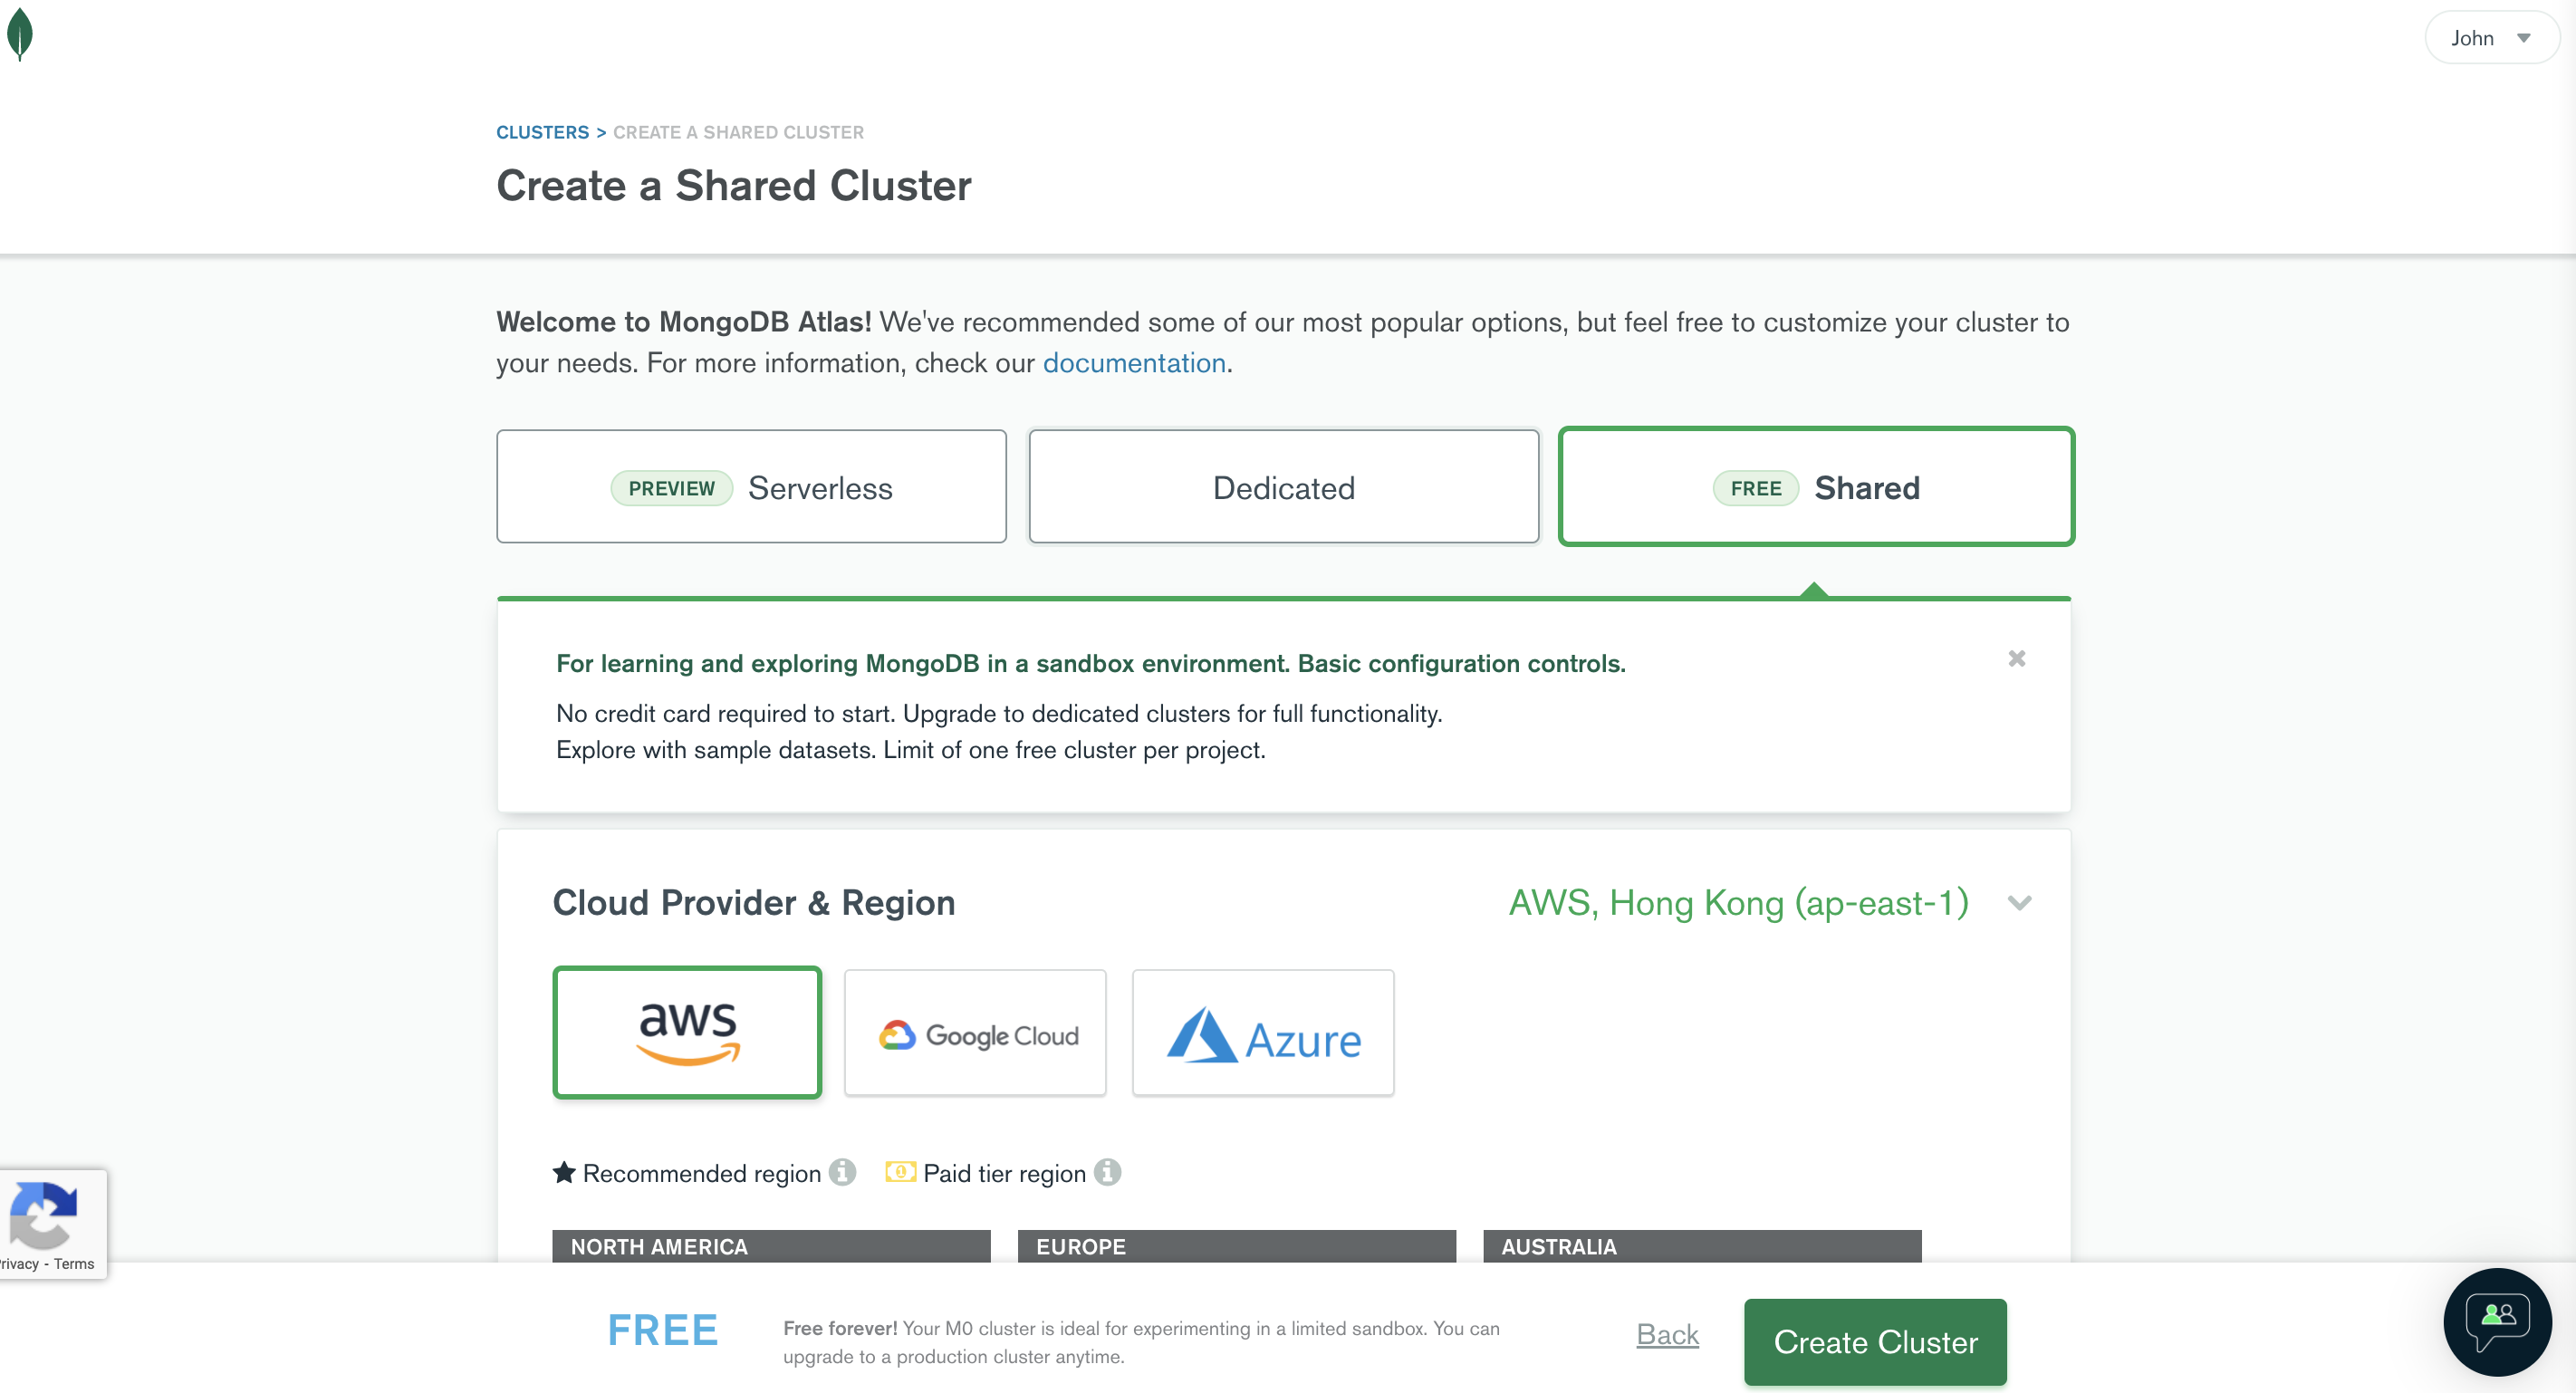 John
CLUSTERS > CREATE A SHARED CLUSTER
Create a Shared Cluster
Welcome to MongoDB Atlas! We've recommended some of our most popular options, but feel free to customize your cluster to
your needs. For more information, check our documentation.
PREVIEW Serverless
Dedicated
FREE Shared
For learning and exploring MongoDB in a sandbox environment. Basic configuration controls.
No credit card required to start. Upgrade to dedicated clusters for full functionality.
Explore with sample datasets. Limit of one free cluster per project.
Cloud Provider & Region
AWS, Hong Kong (ap-east-1)
aws
Google Cloud
Azure
Recommended region
Paid tier region
NORTH AMERICA
EUROPE
AUSTRALIA
rivacy - Terms
FREE
Free forever! Your M0 cluster is ideal for experimenting in a limited sandbox. You can
upgrade to a production cluster anytime.
Back
Create Cluster